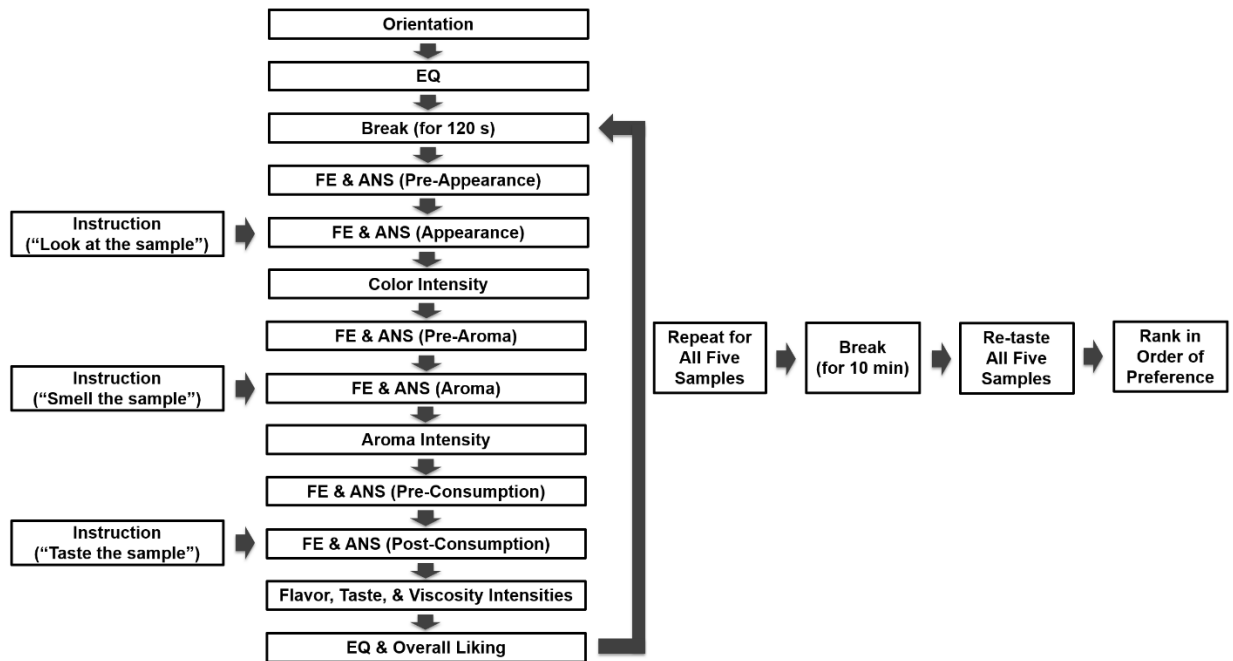 Orientation
EQ
Break (for 120 s)
FE & ANS (Pre-Appearance)
Instruction
(“Look at the sample”)
FE & ANS (Appearance)
Color Intensity
FE & ANS (Pre-Aroma)
Instruction
(“Smell the sample”)
FE & ANS (Aroma)
Aroma Intensity
FE & ANS (Pre-Consumption)
Instruction
(“Taste the sample”)
FE & ANS (Post-Consumption)
Flavor, Taste, & Viscosity Intensities
EQ & Overall Liking
Repeat for
All Five
Samples
Break
(for 10 min)
Re-taste
All Five
Samples
Rank in
Order of
Preference